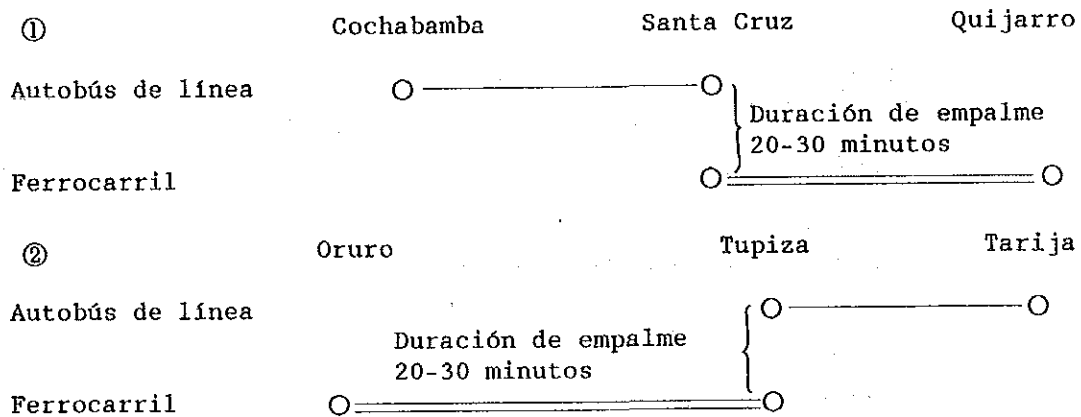 ① Cochabamba Santa Cruz Quijarro
Autobús de línea
Duración de empalme
20-30 minutos
Ferrocarril
② Oruro Tupiza Tarija
Autobús de línea
Duración de empalme
20-30 minutos
Ferrocarril